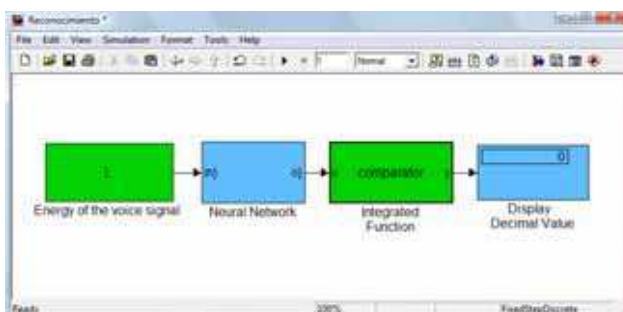 Reconocimiento *
File Edit View Simulation Format Tools Help
Normal
comparator
0
Energy of the voice signal
Neural Network
Integrated
Function
Display
Decimal Value
Ready
100%
FixedStepDiscrete